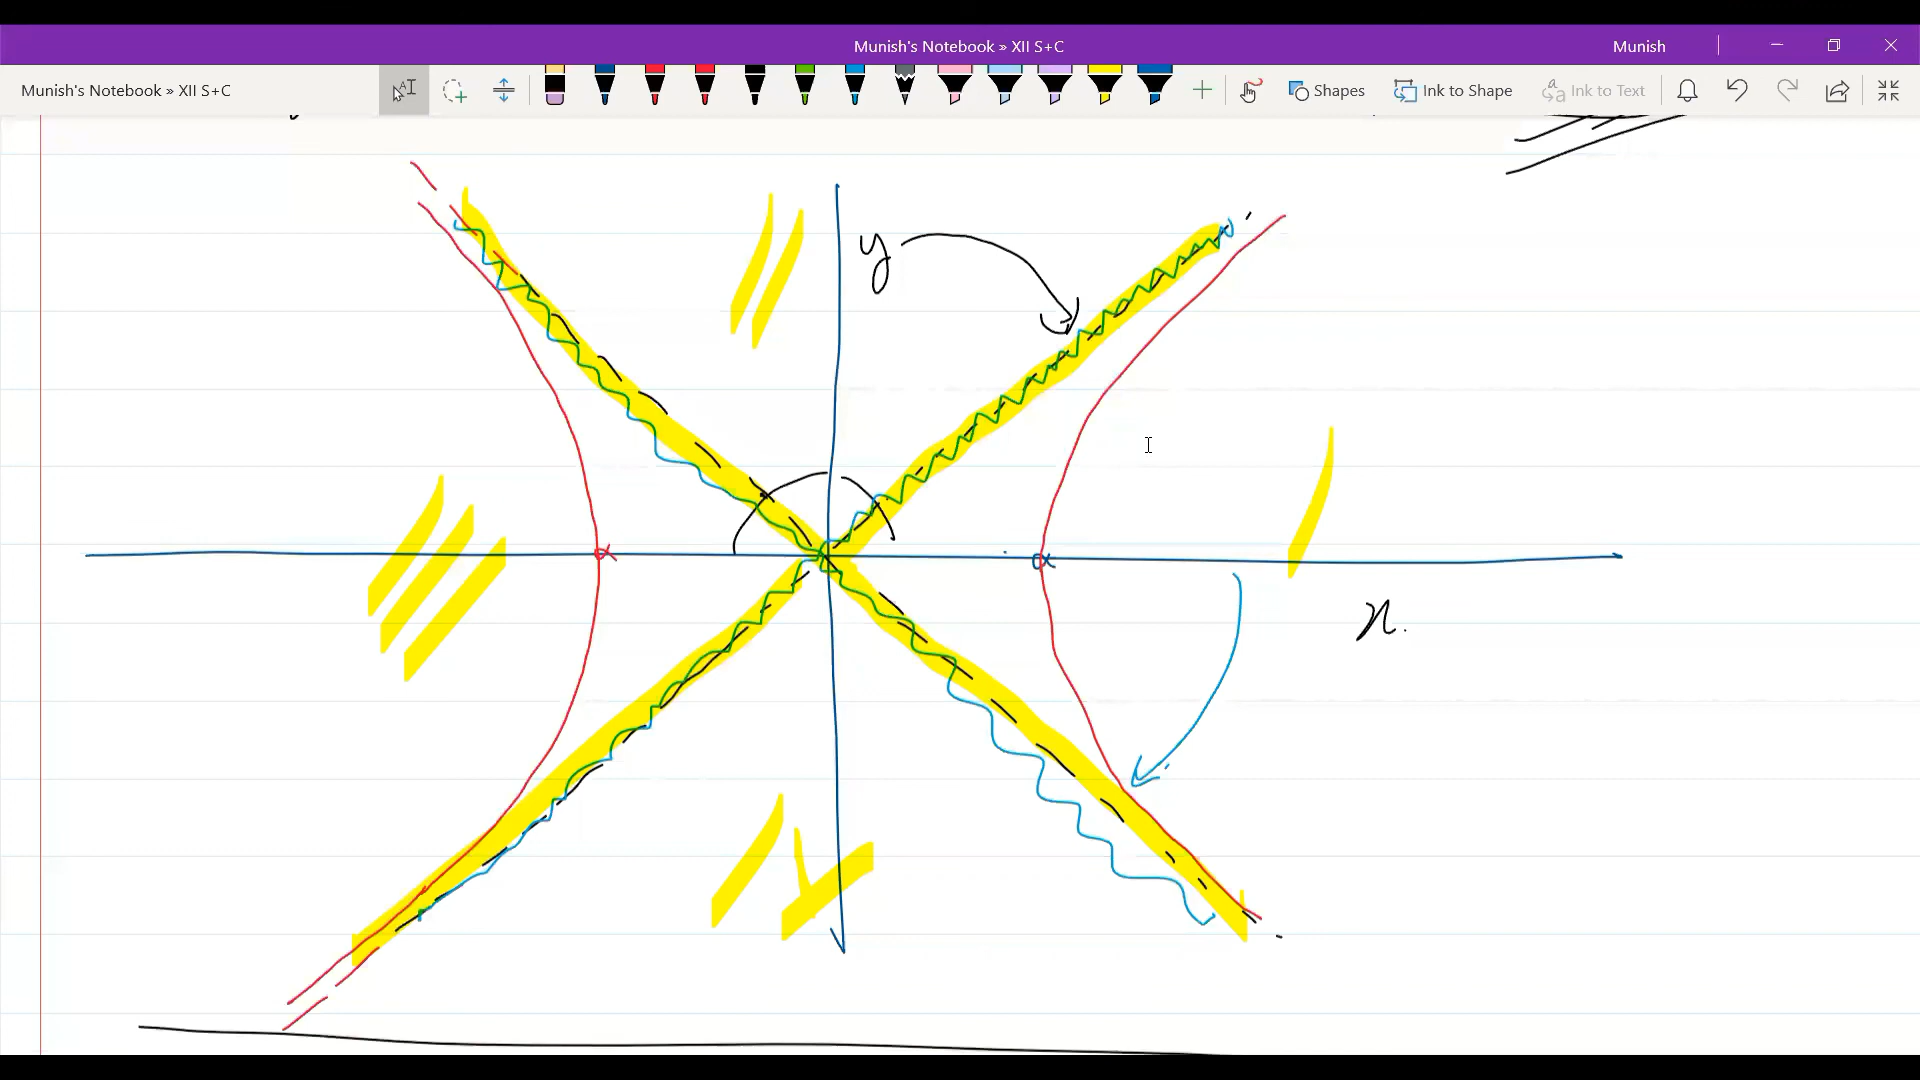 Munish's Notebook » XII S+C
Munish
Munish's Notebook » XII S+C
Shapes
Ink to Shape
Ink to Text
y
x